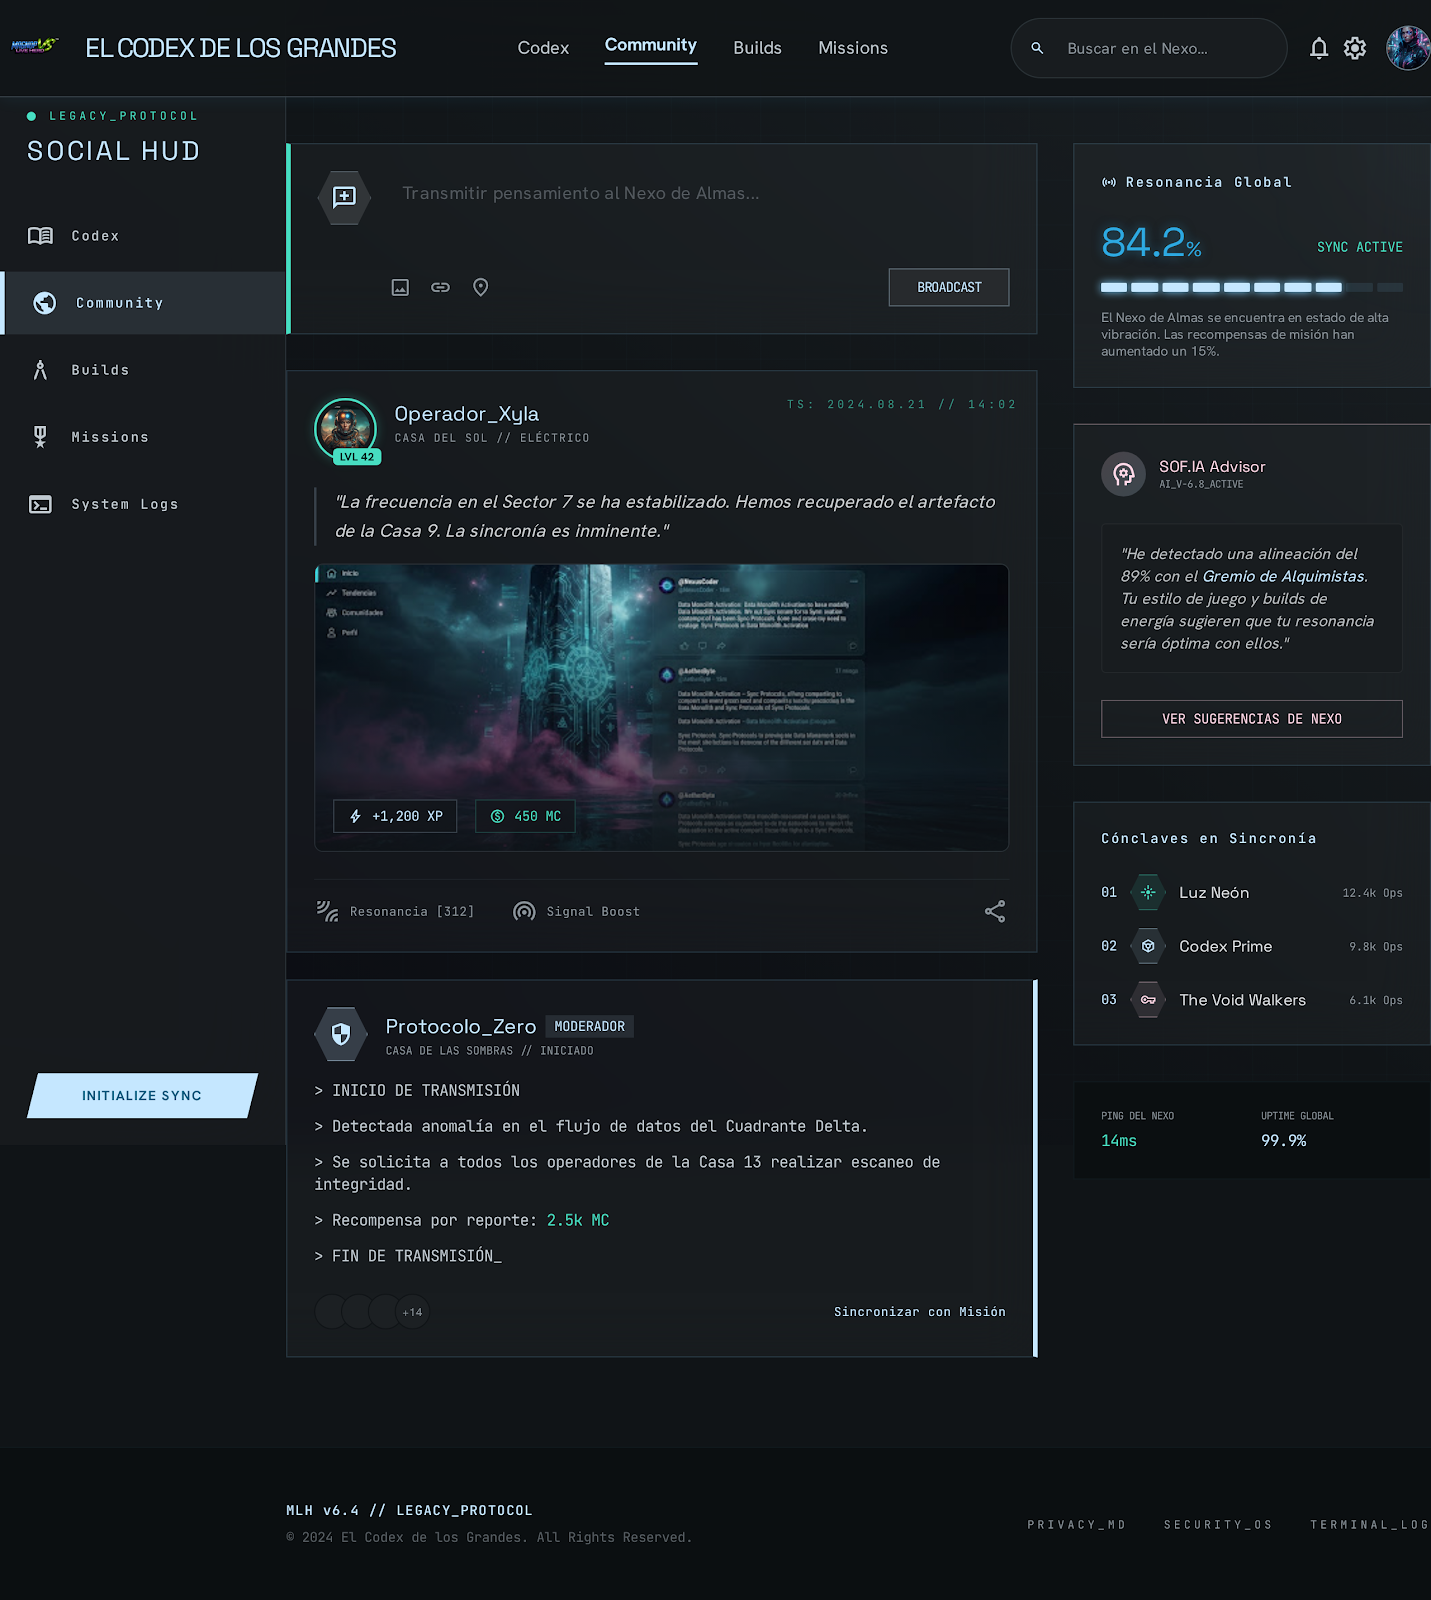 EL CODEX DE LOS GRANDES
Codex
Community
Builds
Missions
Buscar en el Nexo...
LEGACY_PROTOCOL
SOCIAL HUD
Codex
Community
Builds
Missions
System Logs
INITIALIZE SYNC
Transmitir pensamiento al Nexo de Almas...
BROADCAST
Operador_Xyla
TS: 2024.08.21 // 14:02
CASA DEL SOL // ELÉCTRICO
LVL 42
"La frecuencia en el Sector 7 se ha estabilizado. Hemos recuperado el artefacto
de la Casa 9. La sincronía es inminente."
Inicio
Tendencias
Comunidades
Perfil
@NexusCoder
@AetherByte
+1,200 XP
450 MC
Resonancia [312]
Signal Boost
Protocolo_Zero
MODERADOR
CASA DE LAS SOMBRAS // INICIADO
> INICIO DE TRANSMISIÓN
> Detectada anomalía en el flujo de datos del Cuadrante Delta.
> Se solicita a todos los operadores de la Casa 13 realizar escaneo de
integridad.
> Recompensa por reporte: 2.5k MC
> FIN DE TRANSMISIÓN_
+14
Sincronizar con Misión
Resonancia Global
84.2%
SYNC ACTIVE
El Nexo de Almas se encuentra en estado de alta
vibración. Las recompensas de misión han
aumentado un 15%.
SOF.IA Advisor
AI_V-6.8_ACTIVE
"He detectado una alineación del
89% con el Gremio de Alquimistas.
Tu estilo de juego y builds de
energía sugieren que tu resonancia
sería óptima con ellos."
VER SUGERENCIAS DE NEXO
Cónclaves en Sincronía
01 Luz Neón 12.4k Ops
02 Codex Prime 9.8k Ops
03 The Void Walkers 6.1k Ops
PING DEL NEXO
14ms
UPTIME GLOBAL
99.9%
MLH v6.4 // LEGACY_PROTOCOL
© 2024 El Codex de los Grandes. All Rights Reserved.
PRIVACY_MD
SECURITY_OS
TERMINAL_LOG